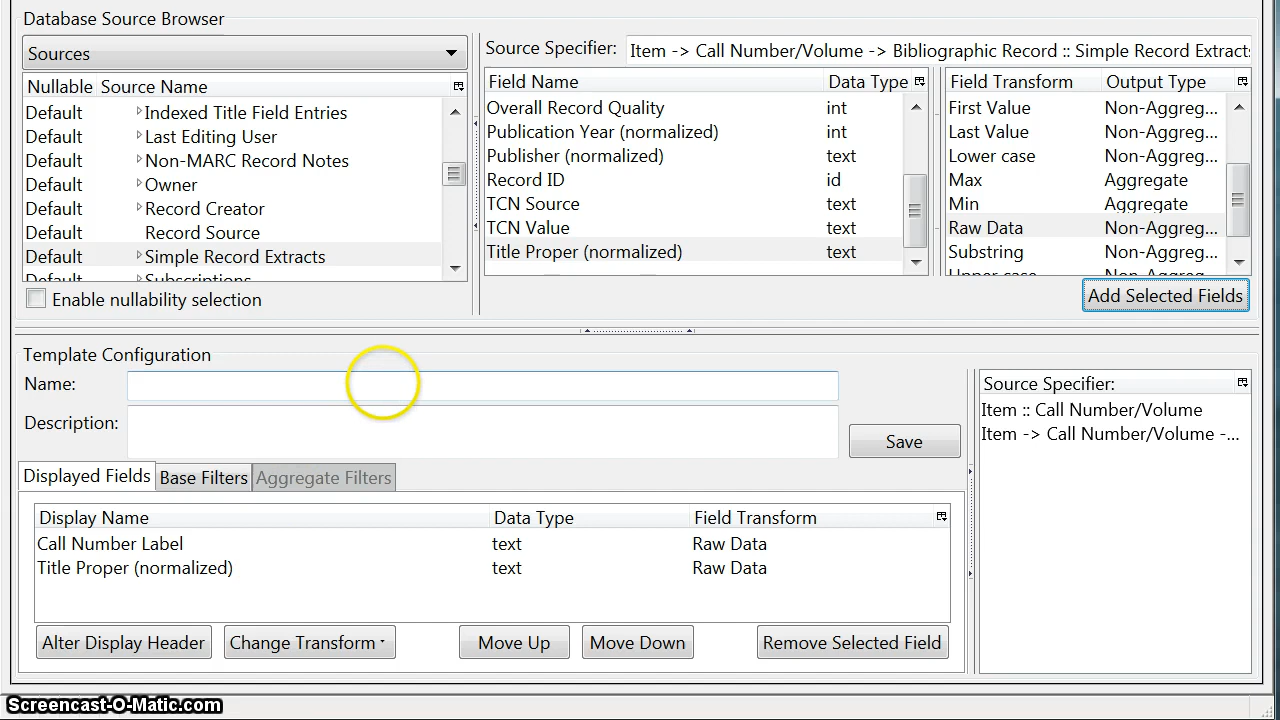 Database Source Browser
Sources
Nullable Source Name
Default Indexed Title Field Entries
Default Last Editing User
Default Non-MARC Record Notes
Default Owner
Default Record Creator
Default Record Source
Default Simple Record Extracts
Default Subscriptions
Enable nullability selection
Source Specifier: Item -> Call Number/Volume -> Bibliographic Record :: Simple Record Extracts
Field Name Data Type
Overall Record Quality int
Publication Year (normalized) int
Publisher (normalized) text
Record ID id
TCN Source text
TCN Value text
Title Proper (normalized) text
Field Transform Output Type
First Value Non-Aggreg...
Last Value Non-Aggreg...
Lower case Non-Aggreg...
Max Aggregate
Min Aggregate
Raw Data Non-Aggreg...
Substring Non-Aggreg...
Upper case Non-Aggreg...
Add Selected Fields
Template Configuration
Name:
Description:
Save
Displayed Fields Base Filters Aggregate Filters
Display Name Data Type Field Transform
Call Number Label text Raw Data
Title Proper (normalized) text Raw Data
Alter Display Header Change Transform Move Up Move Down Remove Selected Field
Source Specifier:
Item :: Call Number/Volume
Item -> Call Number/Volume -...
Screencast-O-Matic.com